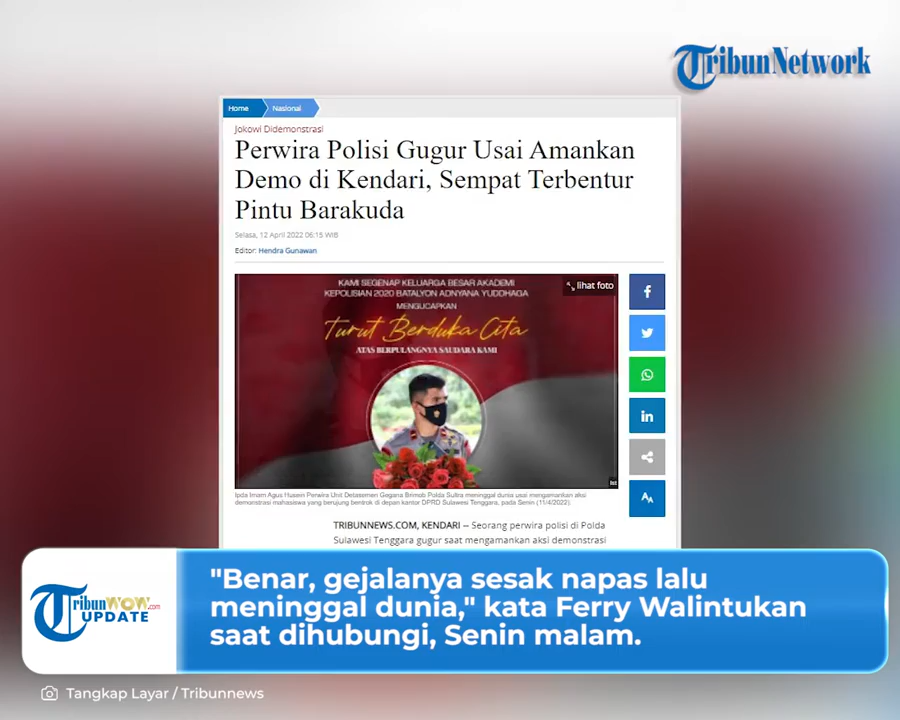 Tribun Network
Home
Nasional
Jokowi Didemonstrasi
Perwira Polisi Gugur Usai Amankan
Demo di Kendari, Sempat Terbentur
Pintu Barakuda
Selasa, 12 April 2022 06:15 WIB
Editor: Hendra Gunawan
lihat foto
KAMI SEGENAP KELUARGA BESAR AKADEMI
KEPOLISIAN 2020 BATALYON ADNYANA YUDDHAGA
MENGUCAPKAN
Turut Berduka Cita
ATAS BERPULANGNYA SAUDARA KAMI
Ist
Ipda Imam Agus Husein Perwira Unit Detasemen Gegana Brimob Polda Sultra meninggal dunia usai mengamankan aksi
demonstrasi mahasiswa yang berujung bentrok di depan kantor DPRD Sulawesi Tenggara, pada Senin (11/4/2022).
TRIBUNNEWS.COM, KENDARI -- Seorang perwira polisi di Polda
Sulawesi Tenggara gugur saat mengamankan aksi demonstrasi
TribunWOW.com
UPDATE
"Benar, gejalanya sesak napas lalu
meninggal dunia," kata Ferry Walintukan
saat dihubungi, Senin malam.
Tangkap Layar / Tribunnews